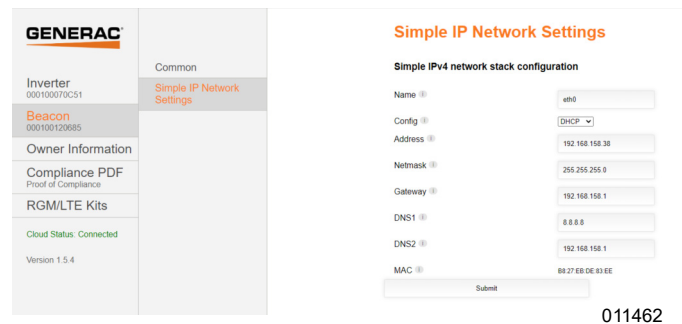 GENERAC
Inverter
000100070C51
Beacon
000100120685
Owner Information
Compliance PDF
Proof of Compliance
RGM/LTE Kits
Cloud Status: Connected
Version 1.5.4
Common
Simple IP Network
Settings
Simple IP Network Settings
Simple IPv4 network stack configuration
Name
eth0
Config
DHCP
Address
192.168.158.38
Netmask
255.255.255.0
Gateway
192.168.158.1
DNS1
8.8.8.8
DNS2
192.168.158.1
MAC
B8:27:EB:DE:83:EE
Submit
011462